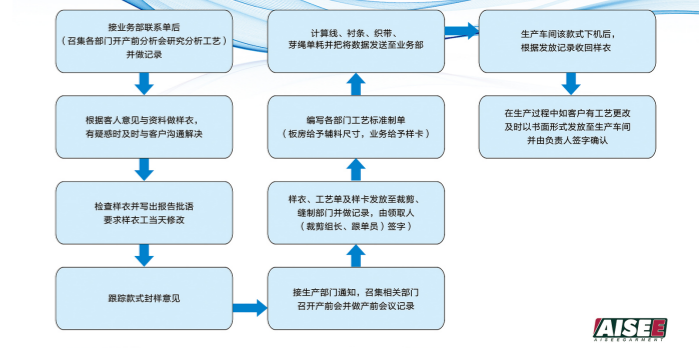 接业务部联系单后
（召集各部门开产前分析会研究分析工艺）
并做记录
根据客人意见与资料做样衣，
有疑惑时及时与客户沟通解决
检查样衣并写出报告批语
要求样衣工当天修改
跟踪款式封样意见
接生产部门通知，召集相关部门
召开产前会并做产前会议记录
样衣、工艺单及样卡发放至裁剪、
缝制部门并做记录，由领取人
（裁剪组长、跟单员）签字）
编写各部门工艺标准制单
（板房给予辅料尺寸，业务给予样卡）
计算线、衬条、织带、
芽绳单耗并把将数据发送至业务部
生产车间该款式下机后，
根据发放记录收回样衣
在生产过程中如客户有工艺更改
及时以书面形式发放至生产车间
并由负责人签字确认
AISEE
AISEEGARMENT